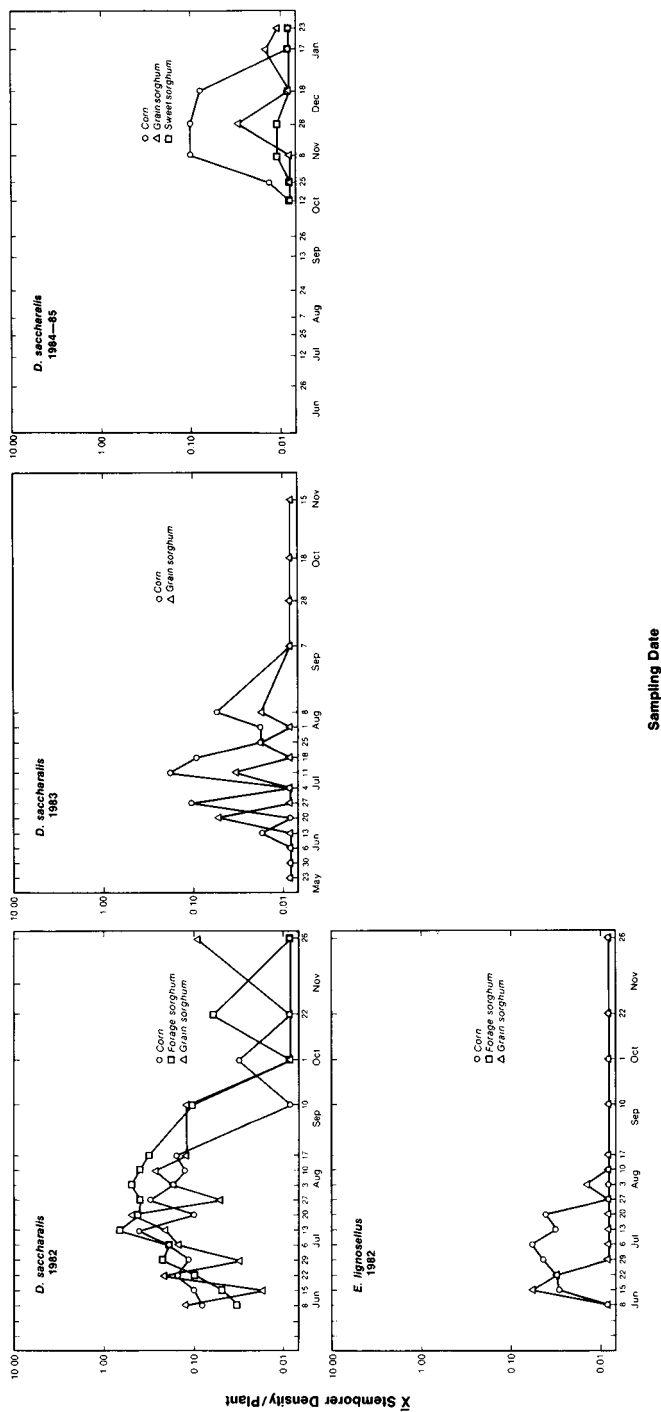 D. saccharalis
1982
10 00
1 00
0 10
0 01
○ Corn
□ Forage sorghum
△ Grain sorghum
8 15 22 29 6 13 20 27 3 10 17 10 1 22 26
Jun Jul Aug Sep Oct Nov
D. saccharalis
1983
10 00
1 00
0 10
0 01
○ Corn
△ Grain sorghum
23 30 6 13 20 27 4 11 18 25 1 8 7 28 18 15
May Jun Jul Aug Sep Oct Nov
D. saccharalis
1984—85
10 00
1 00
0 10
0 01
○ Corn
△ Grain sorghum
□ Sweet sorghum
26 12 25 7 24 13 26 12 25 8 28 19 17 23
Jun Jul Aug Sep Oct Nov Dec Jan
E. lignosellus
1982
10 00
1 00
0 10
0 01
○ Corn
□ Forage sorghum
△ Grain sorghum
8 15 22 29 6 13 20 27 3 10 17 10 1 22 26
Jun Jul Aug Sep Oct Nov
X̄ Stemborer Density/Plant
Sampling Date